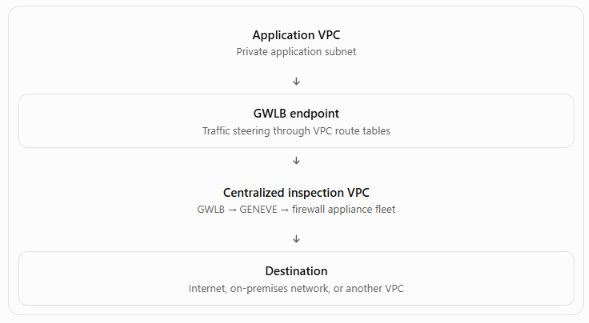 Application VPC
Private application subnet
↓
GWLB endpoint
Traffic steering through VPC route tables
↓
Centralized inspection VPC
GWLB → GENEVE → firewall appliance fleet
↓
Destination
Internet, on-premises network, or another VPC